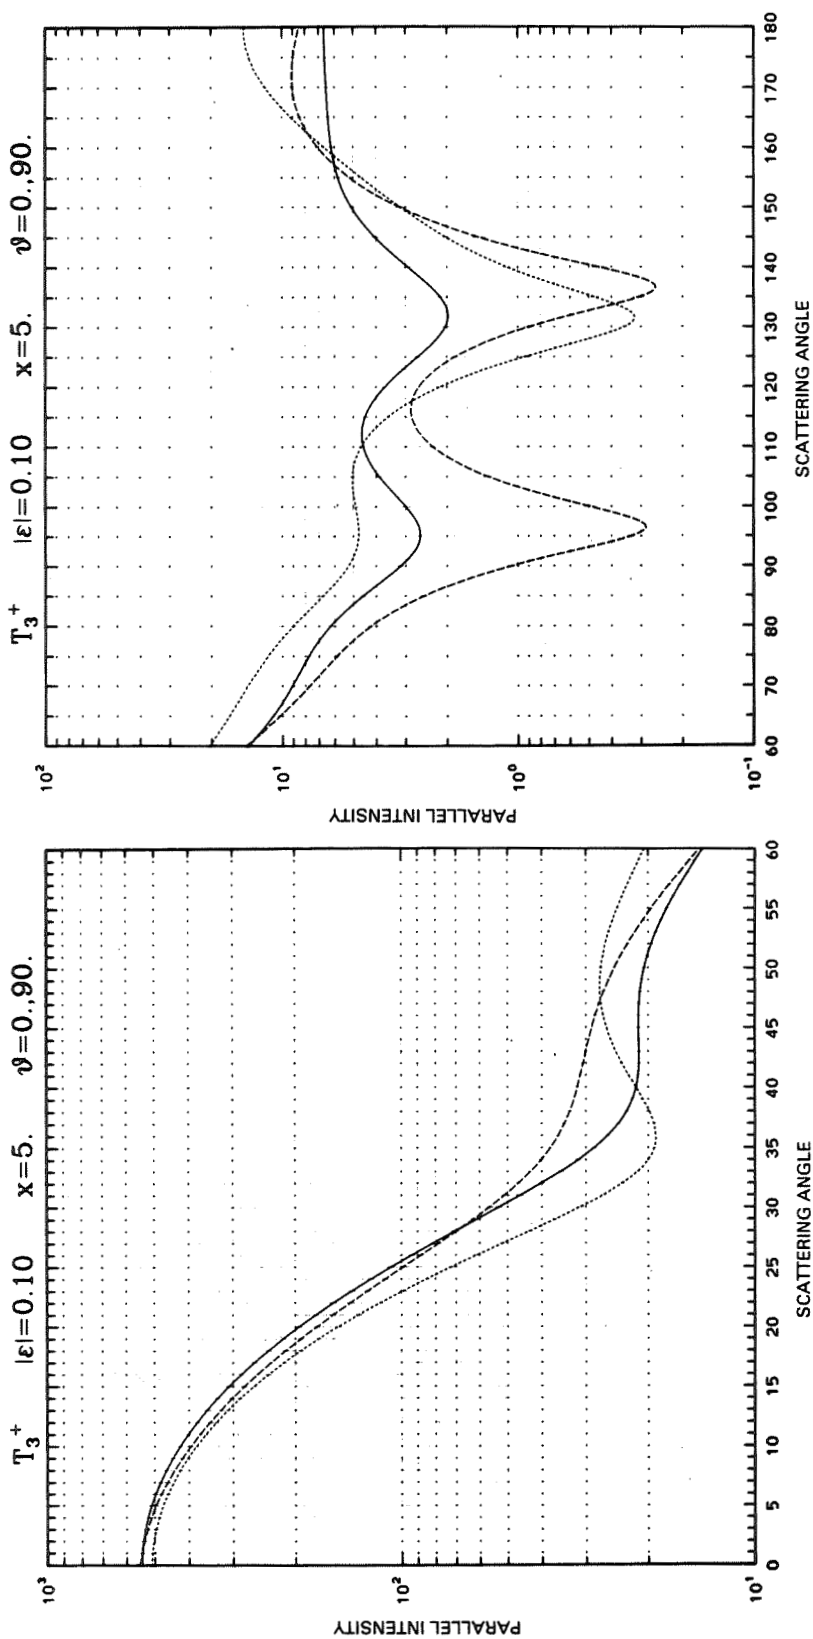 T₃⁺ |ε|=0.10 x=5. ϑ=0.,90.
10³
10²
10¹
PARALLEL INTENSITY
0 5 10 15 20 25 30 35 40 45 50 55 60
SCATTERING ANGLE
T₃⁺ |ε|=0.10 x=5. ϑ=0.,90.
10²
10¹
10⁰
10⁻¹
PARALLEL INTENSITY
60 70 80 90 100 110 120 130 140 150 160 170 180
SCATTERING ANGLE